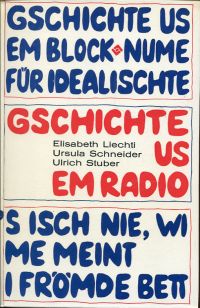 GSCHICHTE US
EM BLOCK NUME
FÜR IDEALISCHTE
GSCHICHTE
Elisabeth Liechti
Ursula Schneider
Ulrich Stuber
US
EM RADIO
S ISCH NIE, WI
ME MEINT
I FRÖMDE BETT